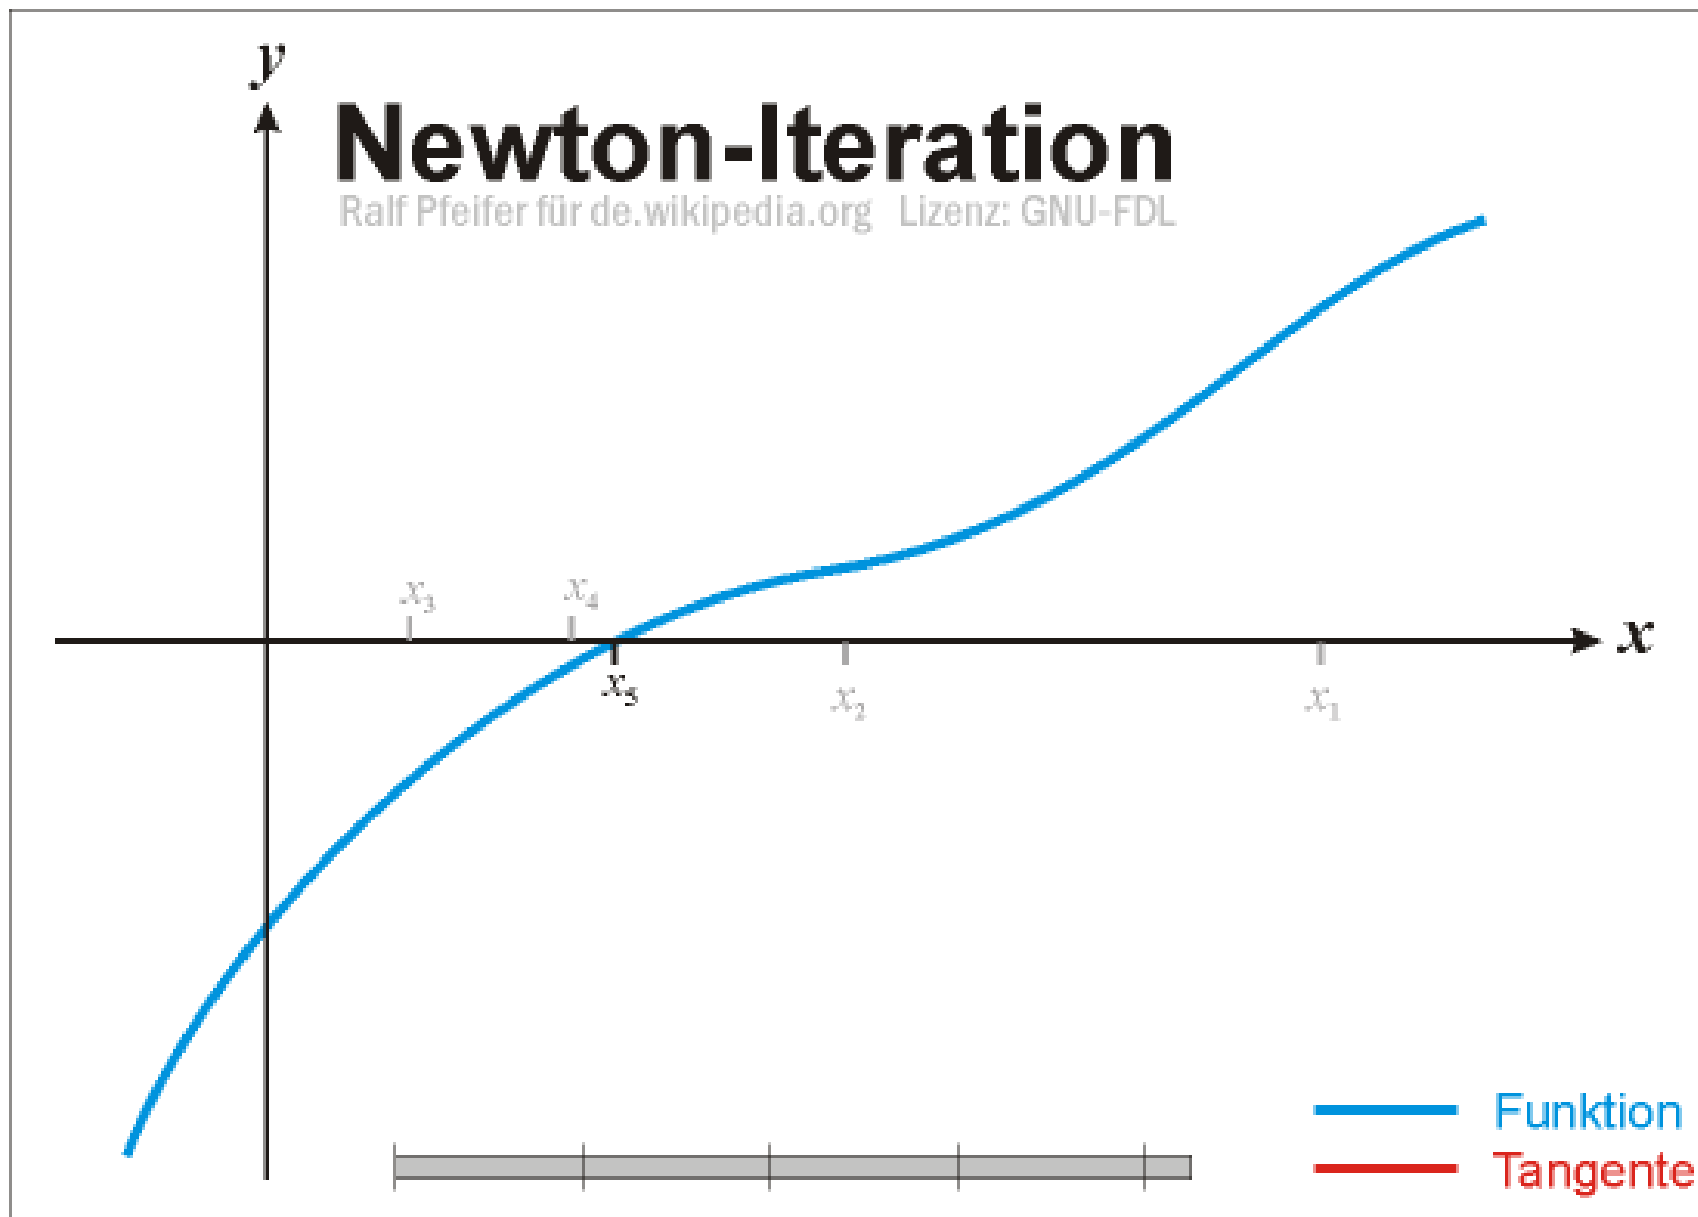 y
Newton-Iteration
Ralf Pfeifer für de.wikipedia.org Lizenz: GNU-FDL
x₃ x₄
x
x₅ x₂ x₁
Funktion
Tangente